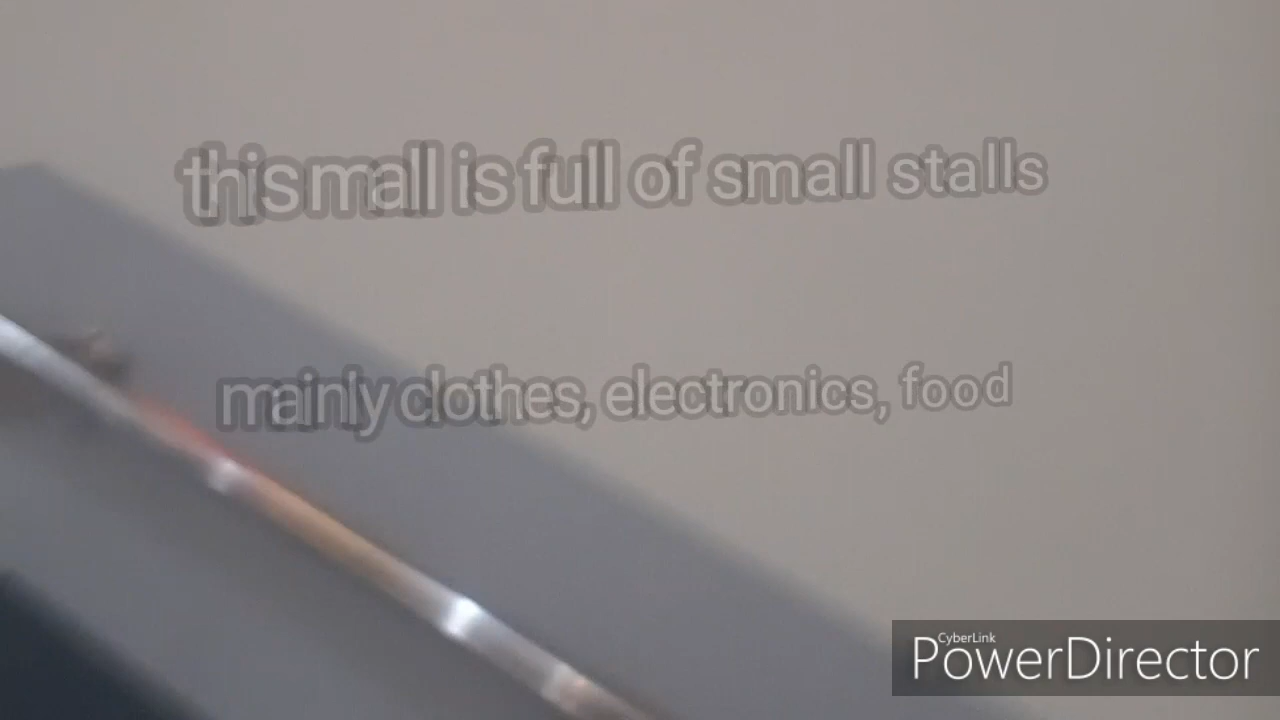 this mall is full of small stalls
mainly clothes, electronics, food
CyberLink
PowerDirector